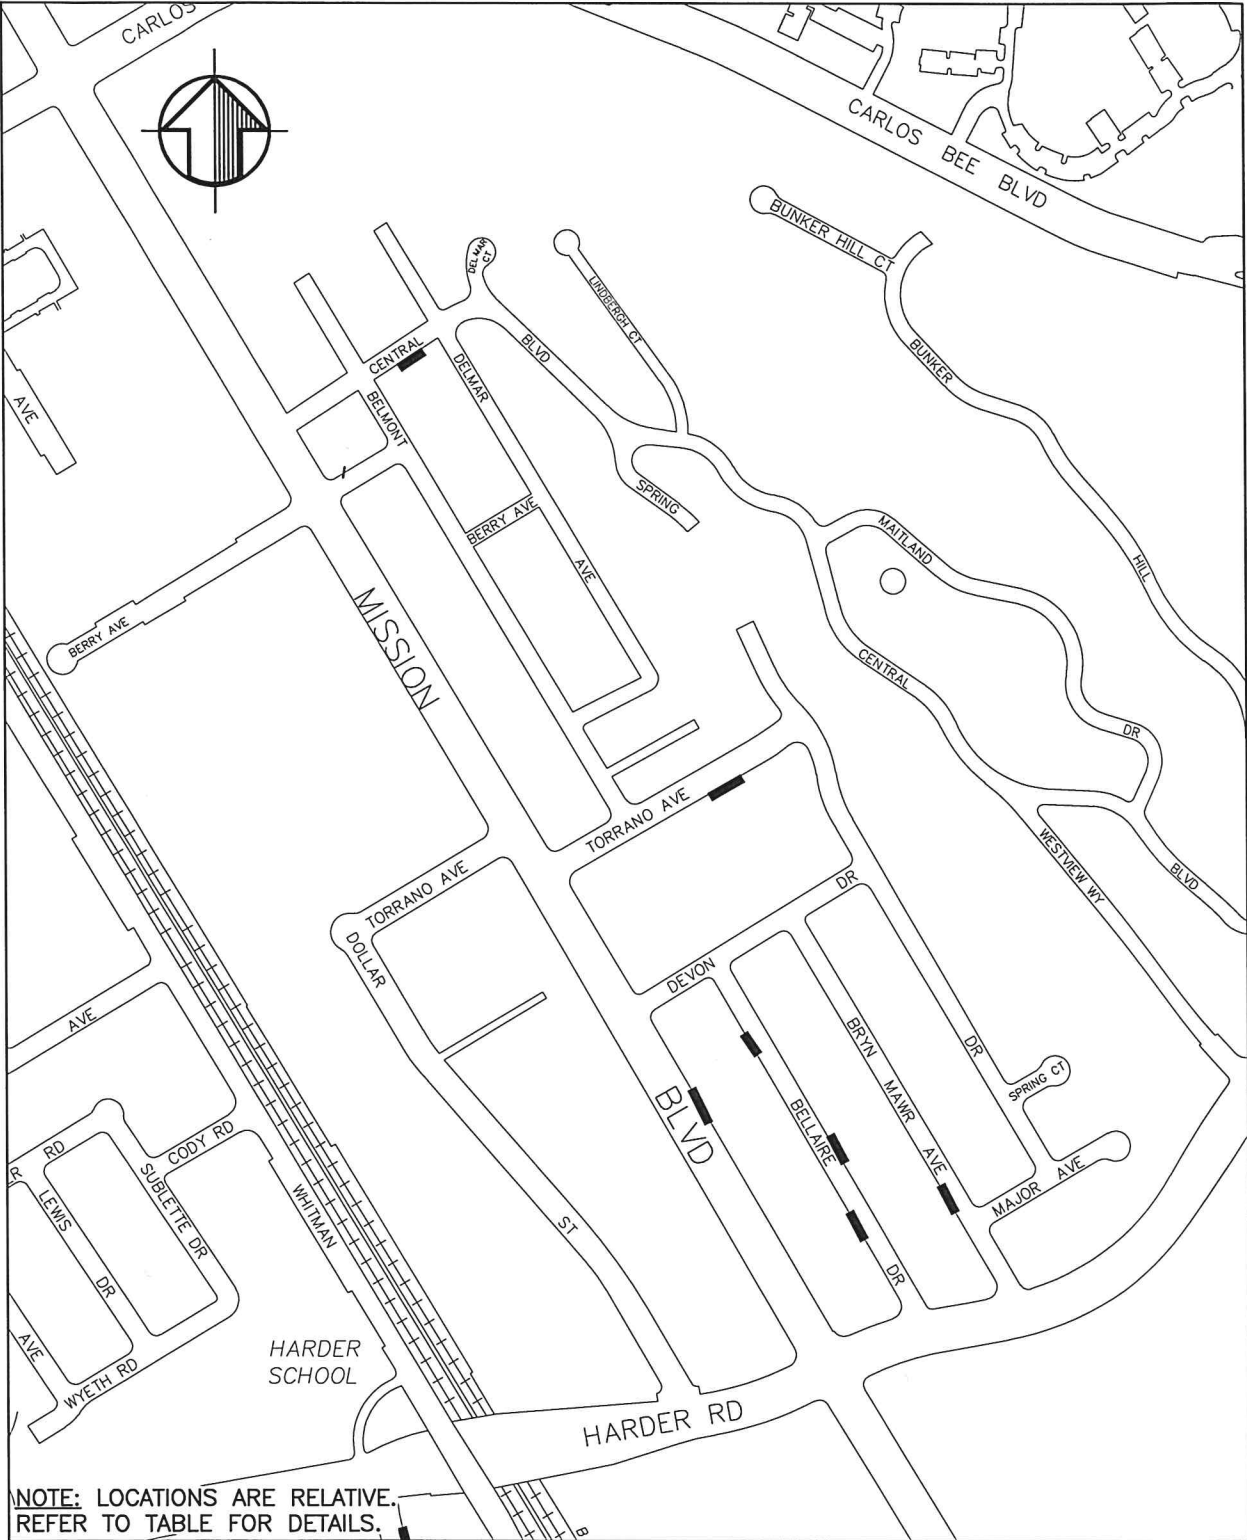 CARLOS
CARLOS BEE BLVD
BUNKER HILL CT
DELMAR
CT
LINDBERGH CT
CENTRAL
BLVD
DELMAR
BUNKER
AVE
BELMONT
SPRING
BERRY AVE
MAITLAND
HILL
AVE
MISSION
BERRY AVE
CENTRAL
DR
TORRANO AVE
WESTVIEW WY
BLVD
TORRANO AVE
DR
DOLLAR
DEVON
AVE
BRYN MAWR AVE
DR
SPRING CT
BLVD
BELLAIRE
CODY RD
R RD
SUBLETTE DR
WHITMAN
LEWIS
MAJOR AVE
ST
DR
DR
AVE
HARDER
SCHOOL
WYETH RD
HARDER RD
NOTE: LOCATIONS ARE RELATIVE.
REFER TO TABLE FOR DETAILS.
B